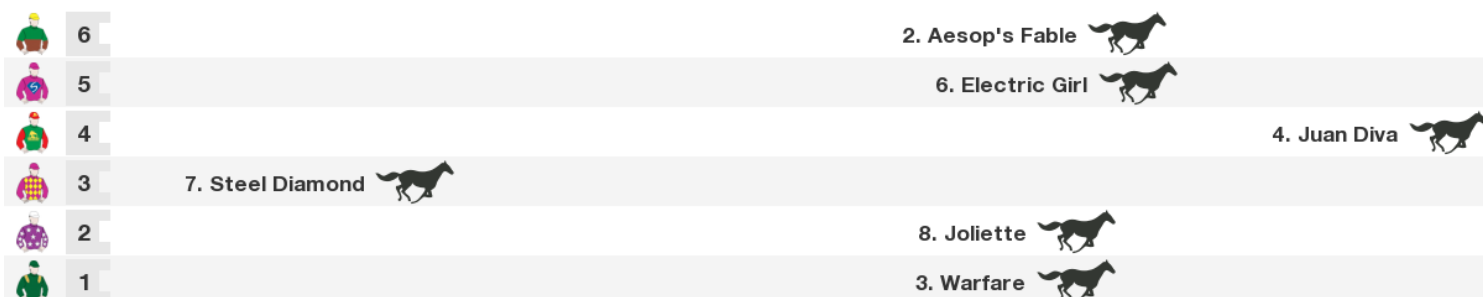 6 2. Aesop's Fable
5 6. Electric Girl
4 4. Juan Diva
3 7. Steel Diamond
2 8. Joliette
1 3. Warfare